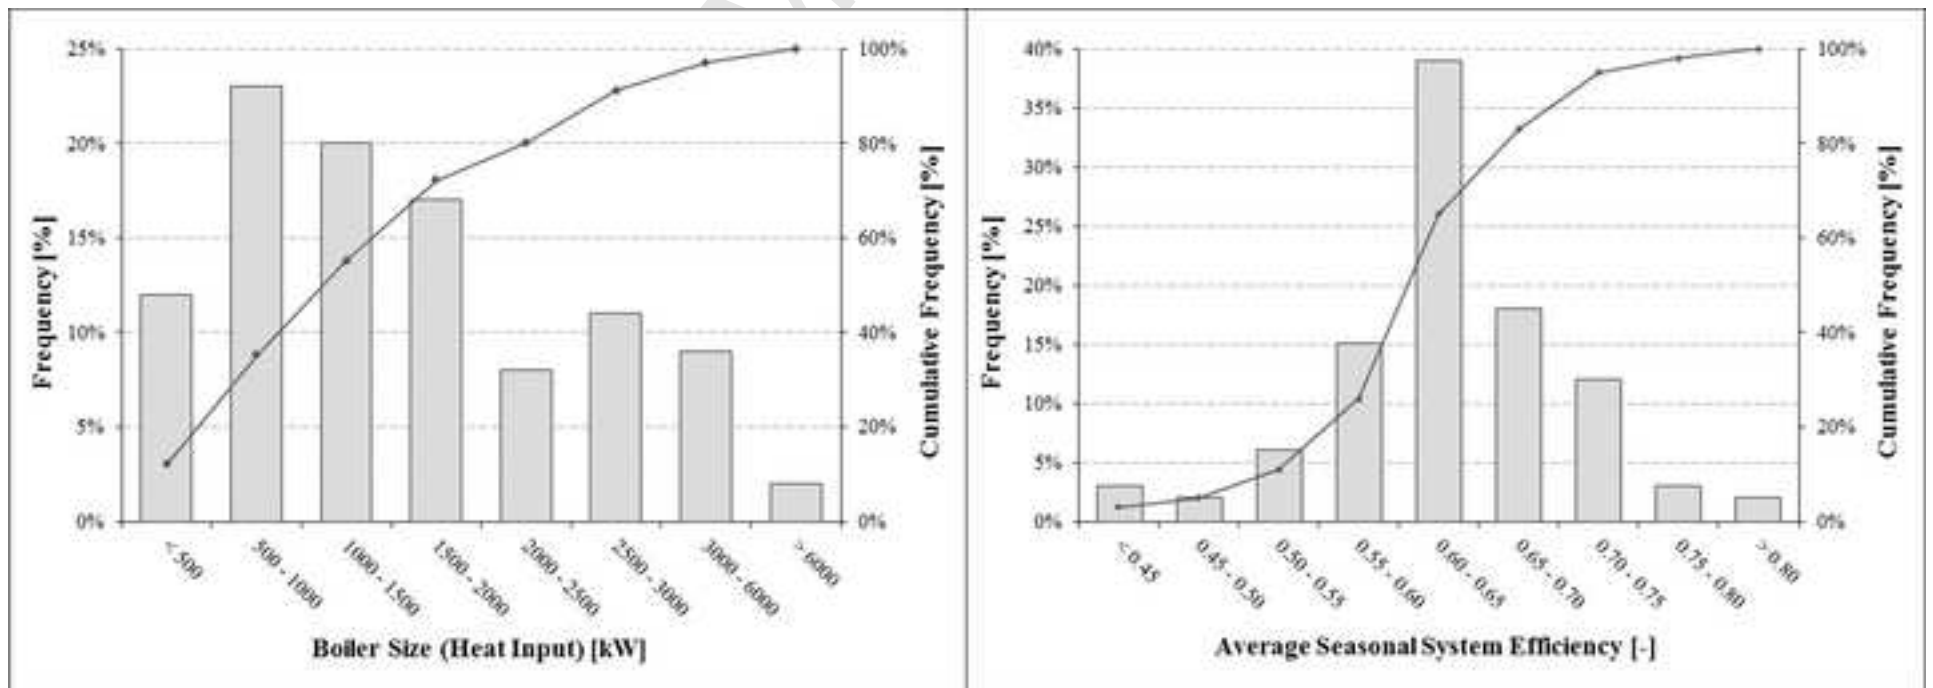 25%
20%
15%
10%
5%
0%
Frequency [%]
100%
80%
60%
40%
20%
0%
Cumulative Frequency [%]
< 500
500 - 1000
1000 - 1500
1500 - 2000
2000 - 2500
2500 - 3000
3000 - 6000
> 6000
Boiler Size (Heat Input) [kW]
40%
35%
30%
25%
20%
15%
10%
5%
0%
Frequency [%]
100%
80%
60%
40%
20%
0%
Cumulative Frequency [%]
< 0.45
0.45 - 0.50
0.50 - 0.55
0.55 - 0.60
0.60 - 0.65
0.65 - 0.70
0.70 - 0.75
0.75 - 0.80
> 0.80
Average Seasonal System Efficiency [-]